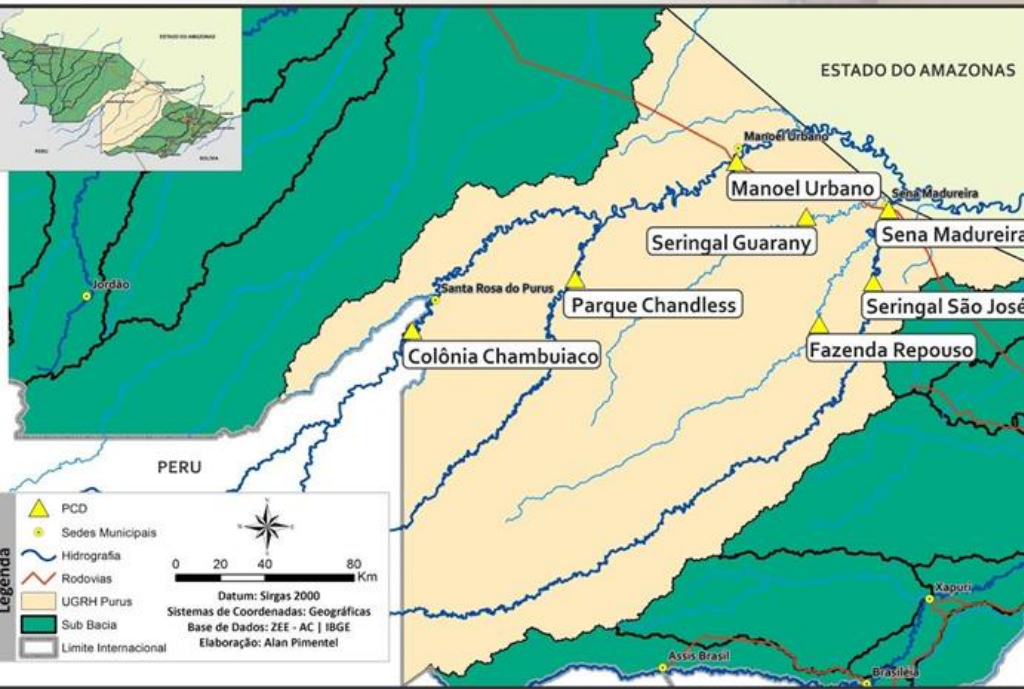 ESTADO DO AMAZONAS
PERU
BOLIVIA
ESTADO DO AMAZONAS
Manoel Urbano
Manoel Urbano
Sena Madureira
Seringal Guarany
Sena Madureira
Jordão
Santa Rosa do Purus
Parque Chandless
Seringal São José
Colônia Chambuiaco
Fazenda Repouso
PERU
Xapuri
Assis Brasil
Brasiléia
Legenda
PCD
Sedes Municipais
Hidrografia
Rodovias
UGRH Purus
Sub Bacia
Limite Internacional
0 20 40 80 Km
Datum: Sirgas 2000
Sistemas de Coordenadas: Geográficas
Base de Dados: ZEE - AC | IBGE
Elaboração: Alan Pimentel